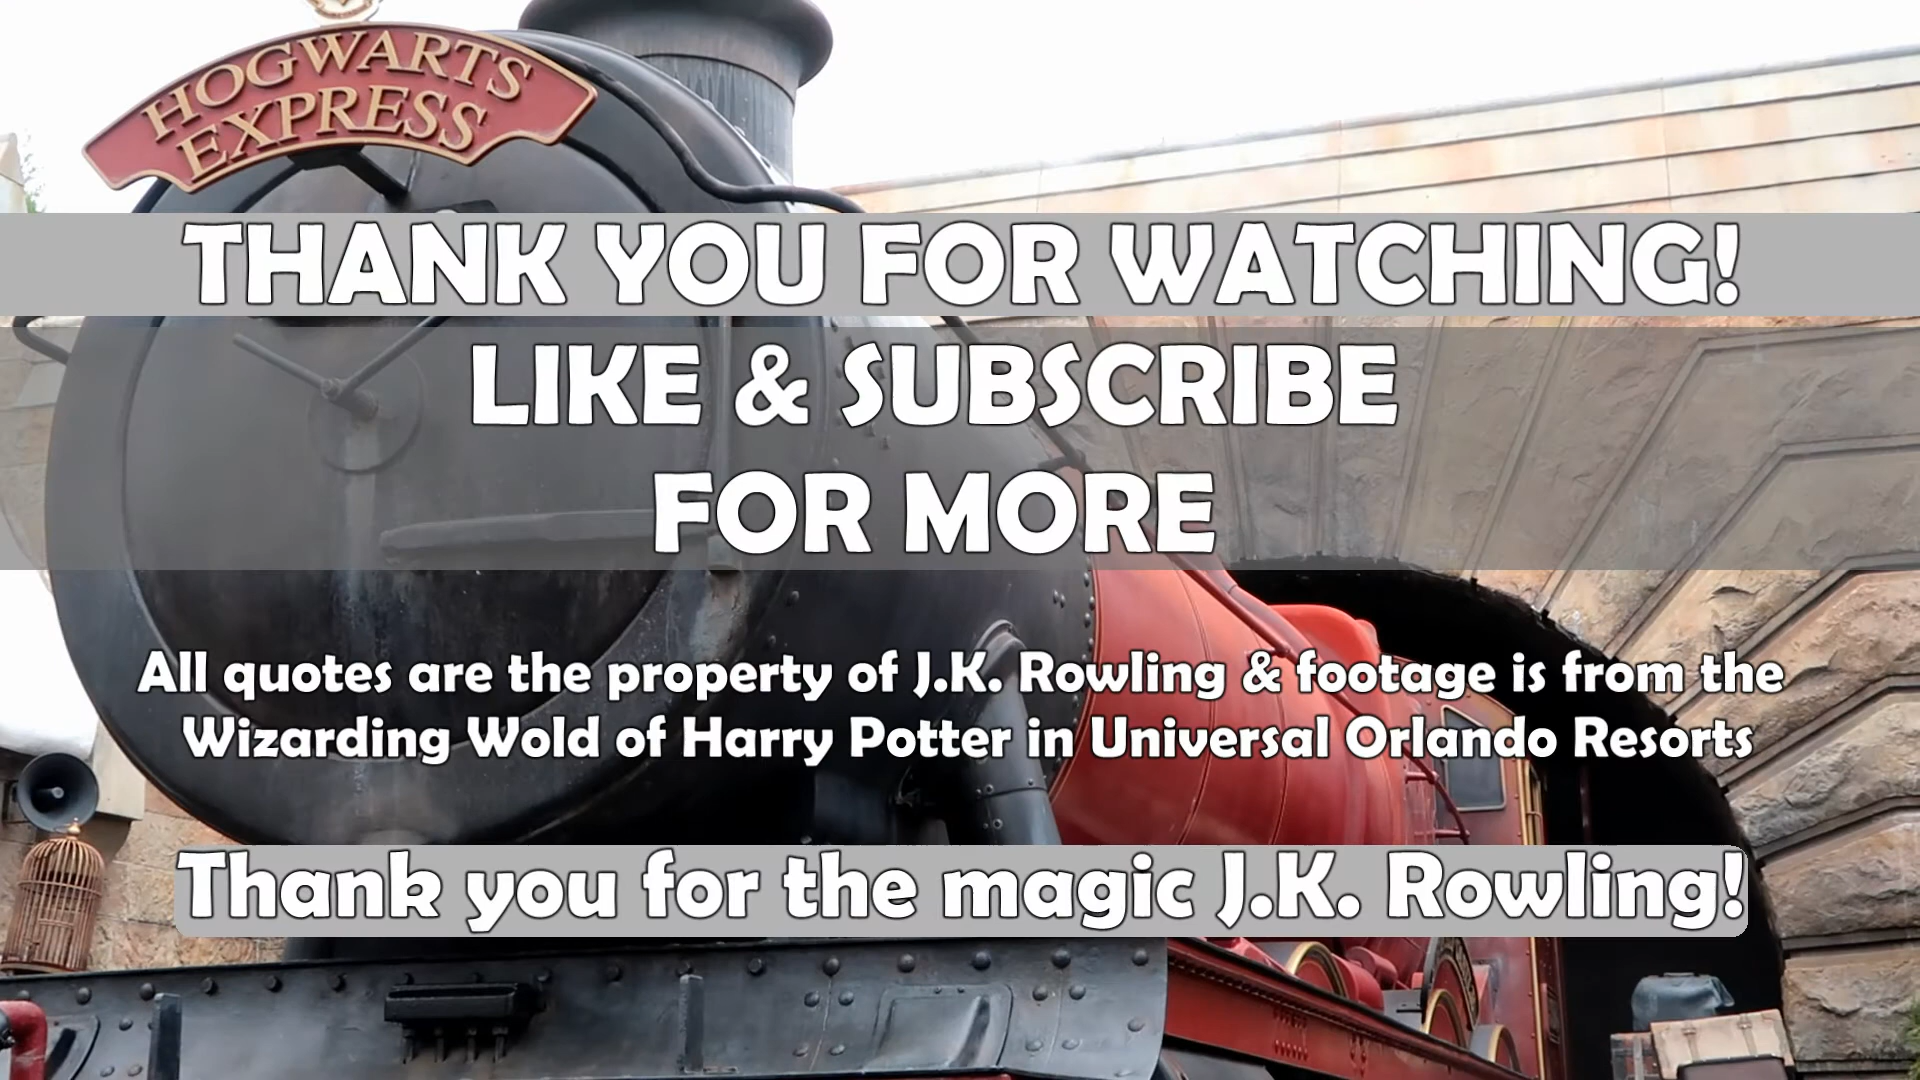 HOGWARTS
EXPRESS
THANK YOU FOR WATCHING!
LIKE & SUBSCRIBE
FOR MORE
All quotes are the property of J.K. Rowling & footage is from the
Wizarding Wold of Harry Potter in Universal Orlando Resorts
Thank you for the magic J.K. Rowling!